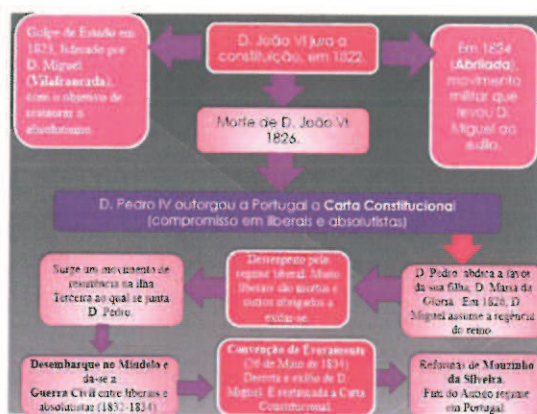 Golpe de Estado em
1823, liderado por
D. Miguel
(Vilafrancada),
com o objetivo de
restaurar o
absolutismo.
D. João VI jura a
constituição, em 1822.
Em 1824
(Abrilada),
movimento
militar que
levou D.
Miguel ao
exílio.
Morte de D. João VI
1826.
D. Pedro IV outorgou a Portugal a Carta Constitucional
(compromisso em liberais e absolutistas)
Surge um movimento de
resistência na ilha
Terceira ao qual se junta
D. Pedro.
Desrespeito pelo
regime liberal. Muitos
liberais são mortos e
outros obrigados a
exilar-se.
D. Pedro abdica a favor
da sua filha, D. Maria da
Glória. Em 1826, D.
Miguel assume a regência
do reino.
Desembarque no Mindelo e
dá-se a
Guerra Civil entre liberais e
absolutistas (1832-1834)
Convenção de Évoramonte
(26 de Maio de 1834)
Derrota e exílio de D.
Miguel. É restaurada a Carta
Constitucional.
Reformas de Mouzinho
da Silveira.
Fim do Antigo regime
em Portugal